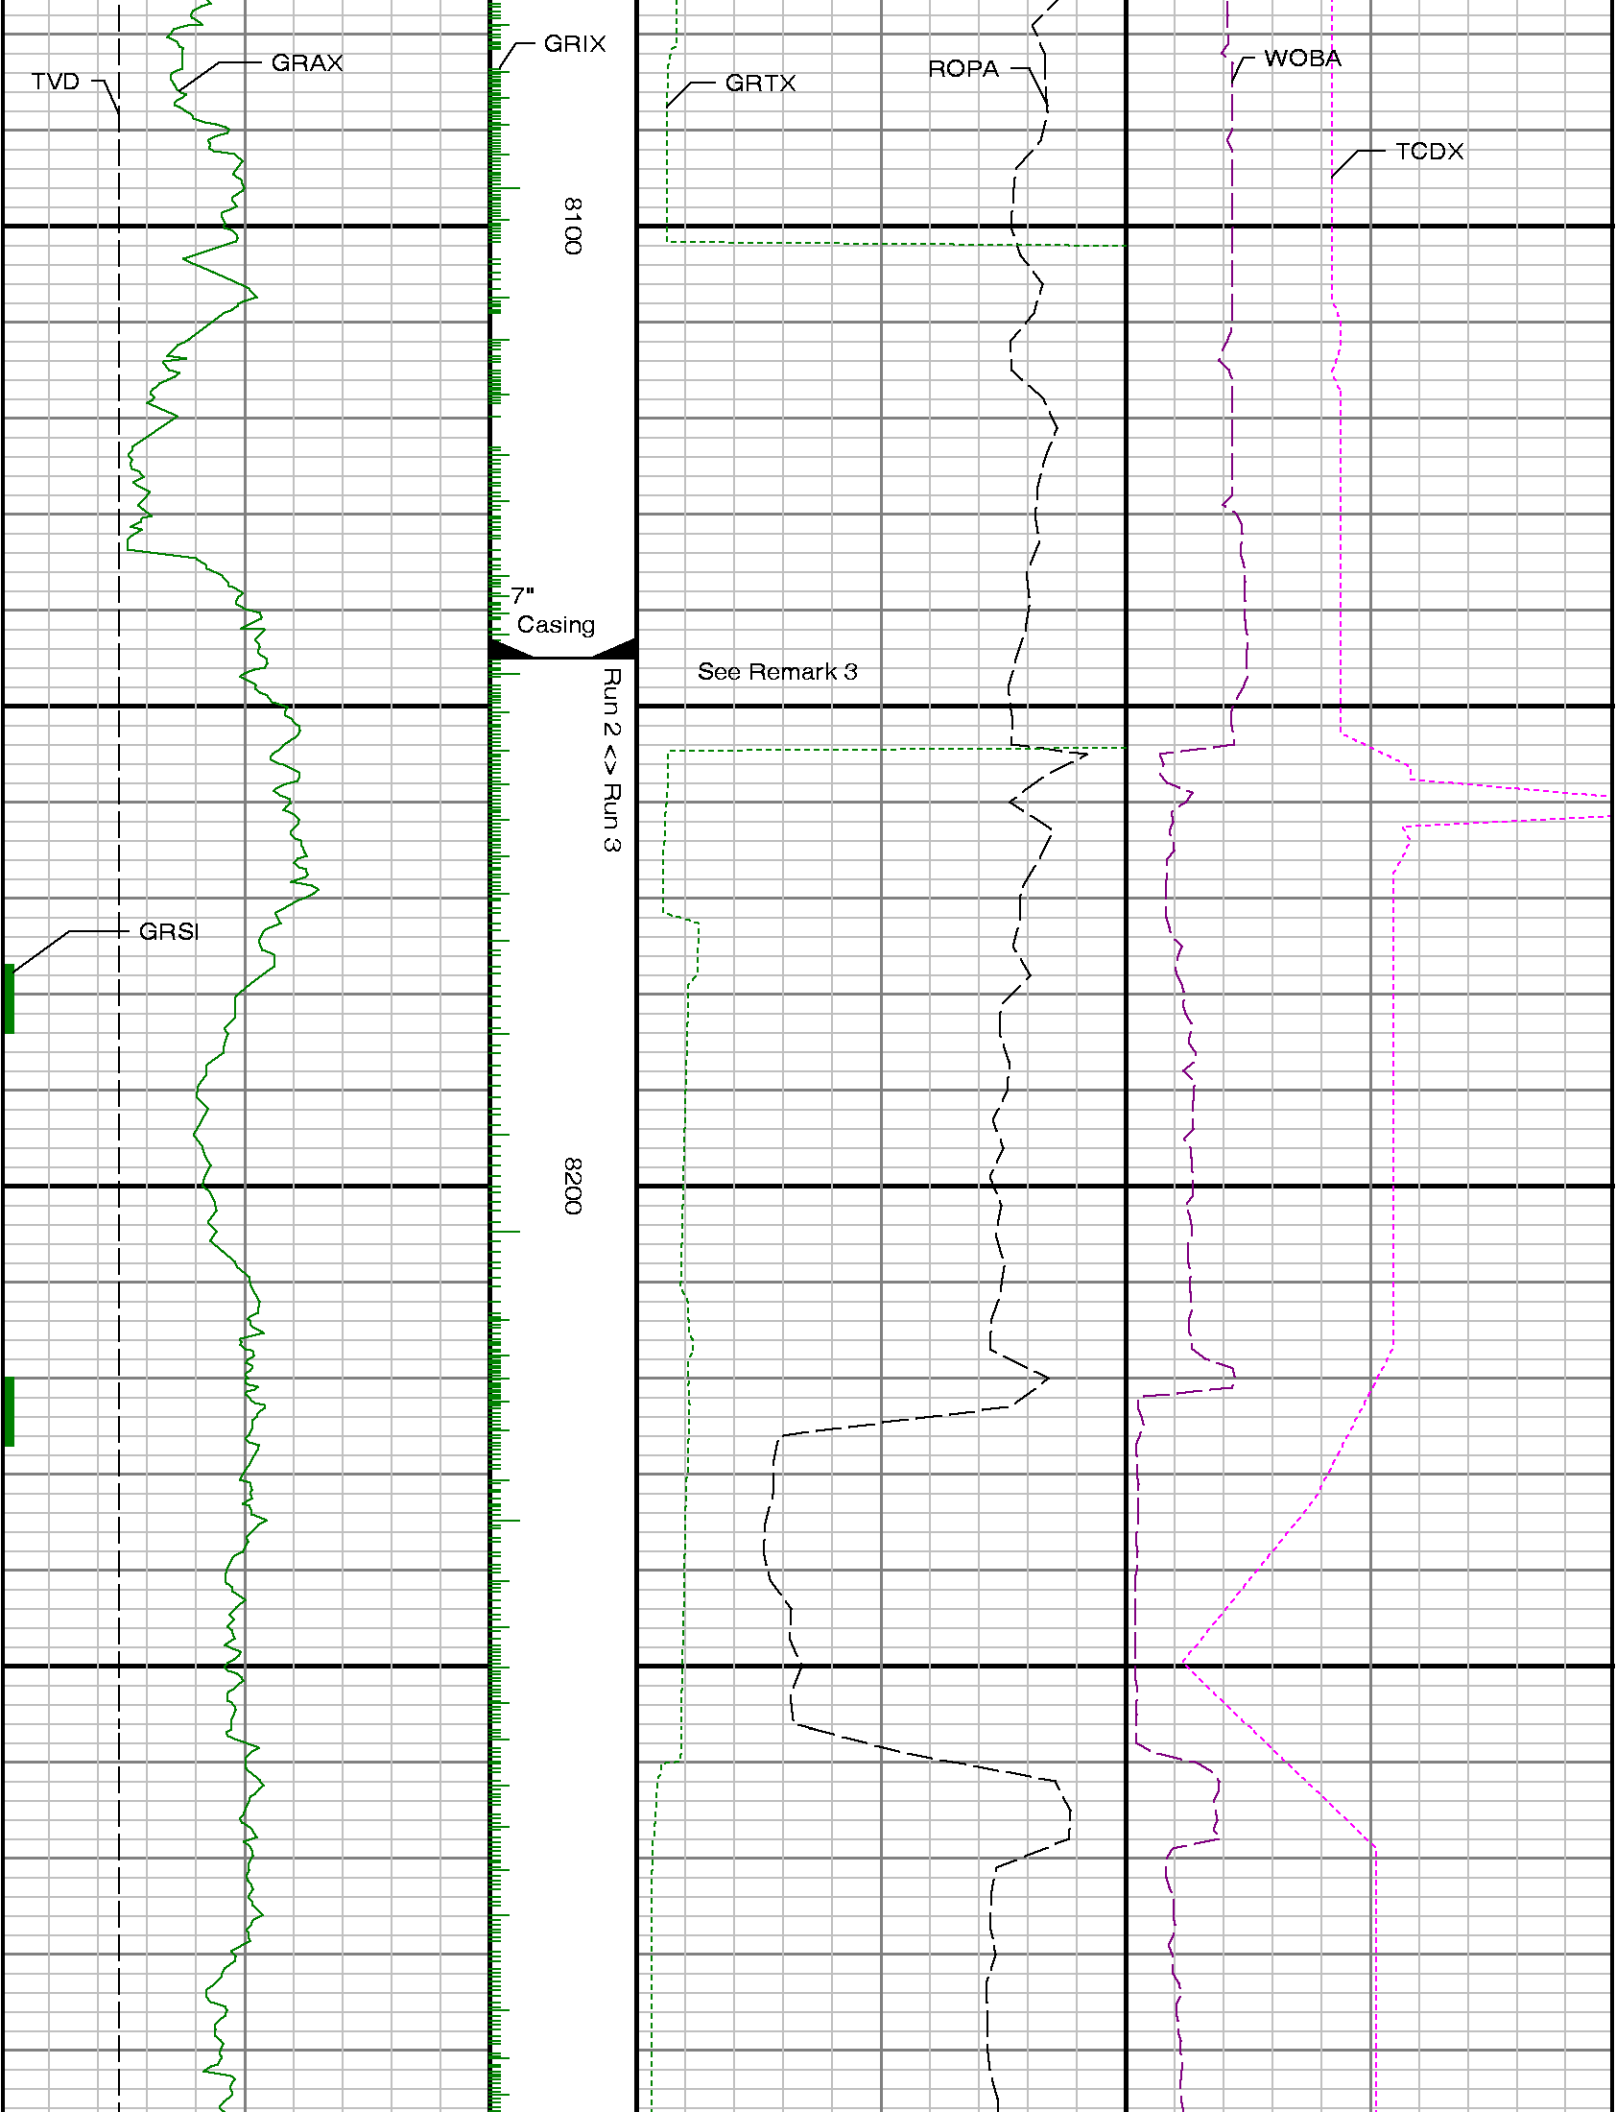 GRIX
WOBA
GRAX
ROPA
TVD
GRTX
TCDX
8100
7"
Casing
See Remark 3
Run 2 <> Run 3
GRSI
8200